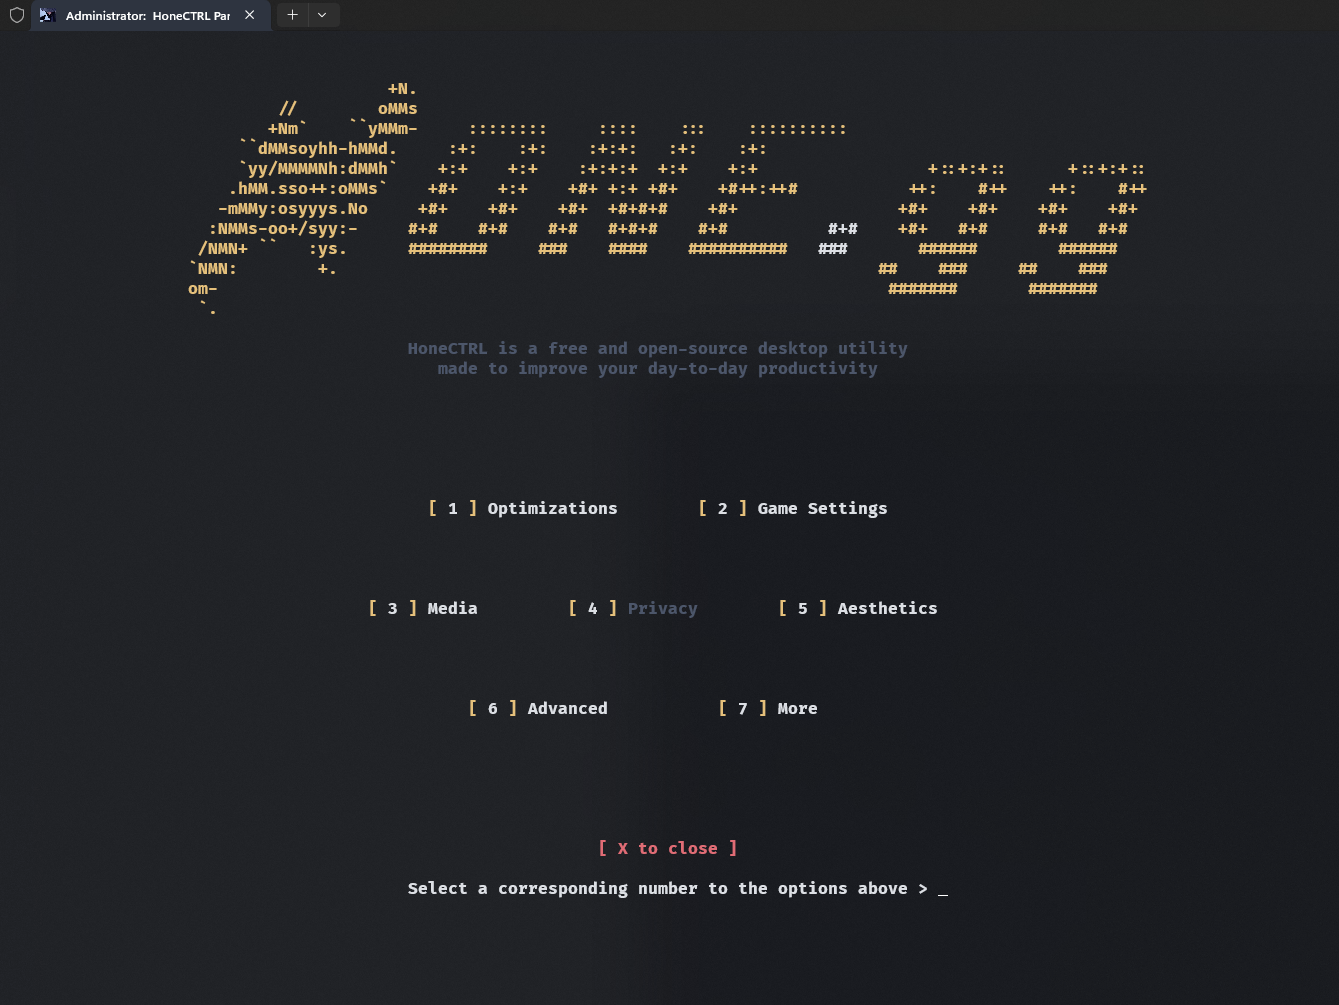 Administrator: HoneCTRL Par
                    +N.
         //        oMMs
        +Nm`    ``yMMm-     ::::::::     ::::    :::    ::::::::::
     ``dMMsoyhh-hMMd.     :+:    :+:    :+:+:   :+:    :+:
     `yy/MMMMNh:dMMh`    +:+    +:+    :+:+:+  +:+    +:+                 +::+:+::      +::+:+::
    .hMM.sso++:oMMs`    +#+    +:+    +#+ +:+ +#+    +#++:++#           ++:    #++    ++:    #++
   -mMMy:osyyys.No     +#+    +#+    +#+  +#+#+#    +#+                +#+    +#+    +#+    +#+
  :NMMs-oo+/syy:-     #+#    #+#    #+#   #+#+#    #+#          #+#    +#+   #+#     #+#   #+#
 /NMN+ ``   :ys.      ########     ###    ####    ##########   ###       ######        ######
`NMN:        +.                                                      ##    ###     ##    ###
om-                                                                   #######       #######
 `.
HoneCTRL is a free and open-source desktop utility
made to improve your day-to-day productivity
[ 1 ] Optimizations        [ 2 ] Game Settings
[ 3 ] Media         [ 4 ] Privacy        [ 5 ] Aesthetics
[ 6 ] Advanced           [ 7 ] More
[ X to close ]
Select a corresponding number to the options above > _